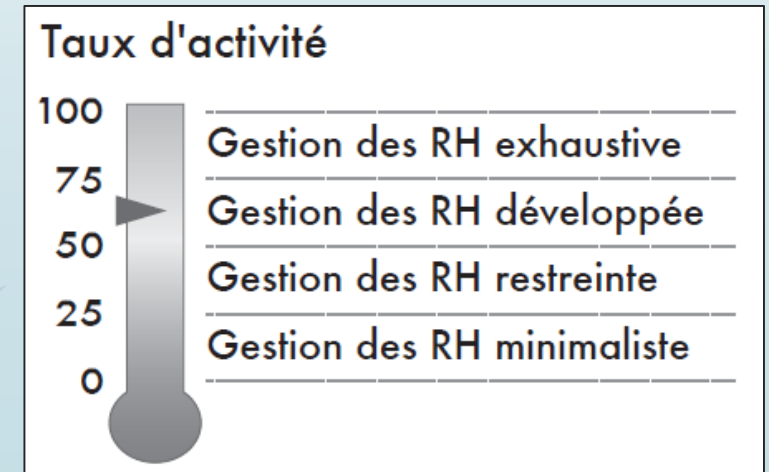 Taux d'activité
100
Gestion des RH exhaustive
75
Gestion des RH développée
50
Gestion des RH restreinte
25
Gestion des RH minimaliste
0